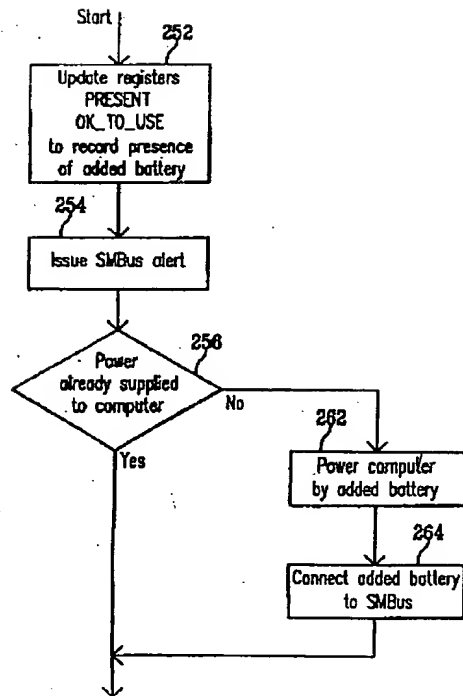 Start
252
Update registers
PRESENT
OK_TO_USE
to record presence
of added battery
254
Issue SMBus alert
256
Power
already supplied
to computer
No
Yes
262
Power computer
by added battery
264
Connect added battery
to SMBus